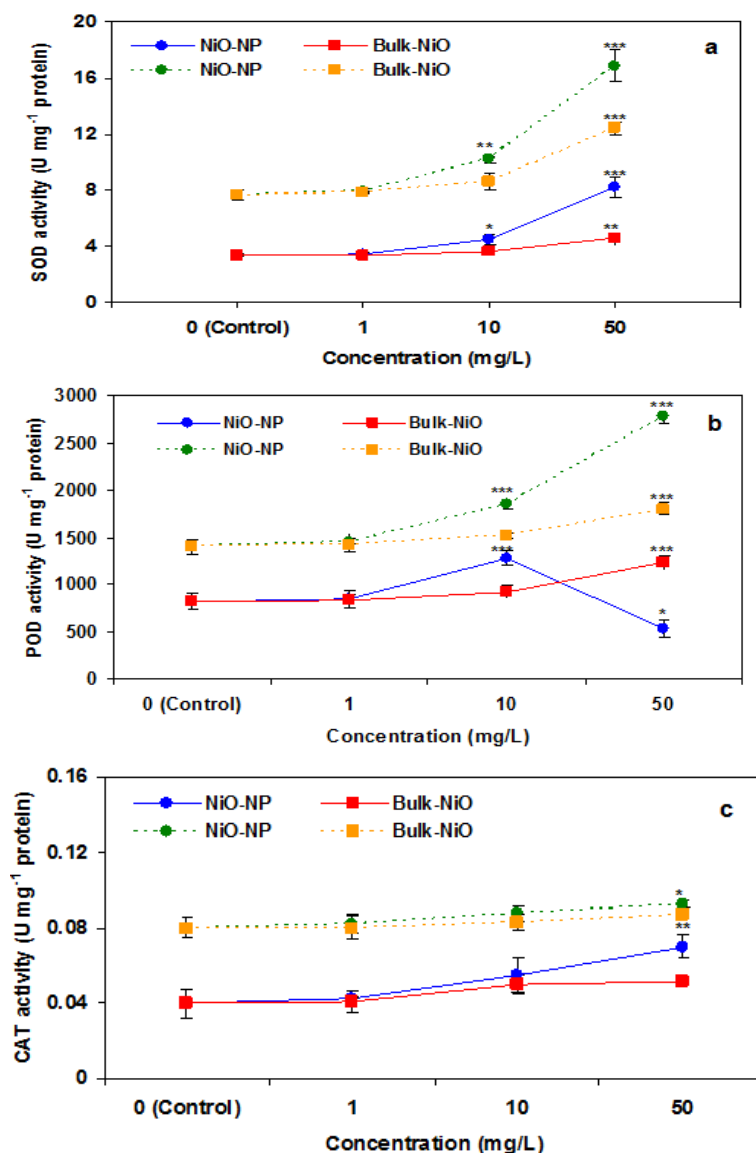 20
16
12
8
4
0
SOD activity (U mg-1 protein)
NiO-NP
Bulk-NiO
NiO-NP
Bulk-NiO
a
***
**
***
*
***
**
0 (Control)
1
10
50
Concentration (mg/L)
3000
2500
2000
1500
1000
500
0
POD activity (U mg-1 protein)
NiO-NP
Bulk-NiO
NiO-NP
Bulk-NiO
b
***
***
***
***
***
*
0 (Control)
1
10
50
Concentration (mg/L)
0.16
0.12
0.08
0.04
0
CAT activity (U mg-1 protein)
NiO-NP
Bulk-NiO
NiO-NP
Bulk-NiO
c
*
**
0 (Control)
1
10
50
Concentration (mg/L)